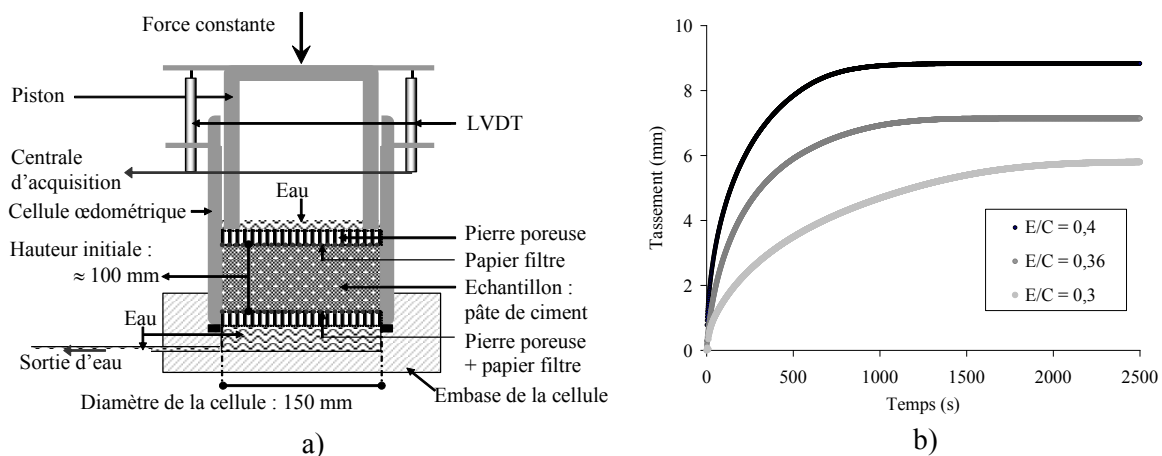 Force constante
Piston
LVDT
Centrale
d'acquisition
Cellule œdométrique
Eau
Hauteur initiale :
≈ 100 mm
Pierre poreuse
Papier filtre
Echantillon :
pâte de ciment
Eau
Pierre poreuse
+ papier filtre
Sortie d'eau
Embase de la cellule
Diamètre de la cellule : 150 mm
a)
10
8
6
4
2
0
Tassement (mm)
E/C = 0,4
E/C = 0,36
E/C = 0,3
0
500
1000
1500
2000
2500
Temps (s)
b)